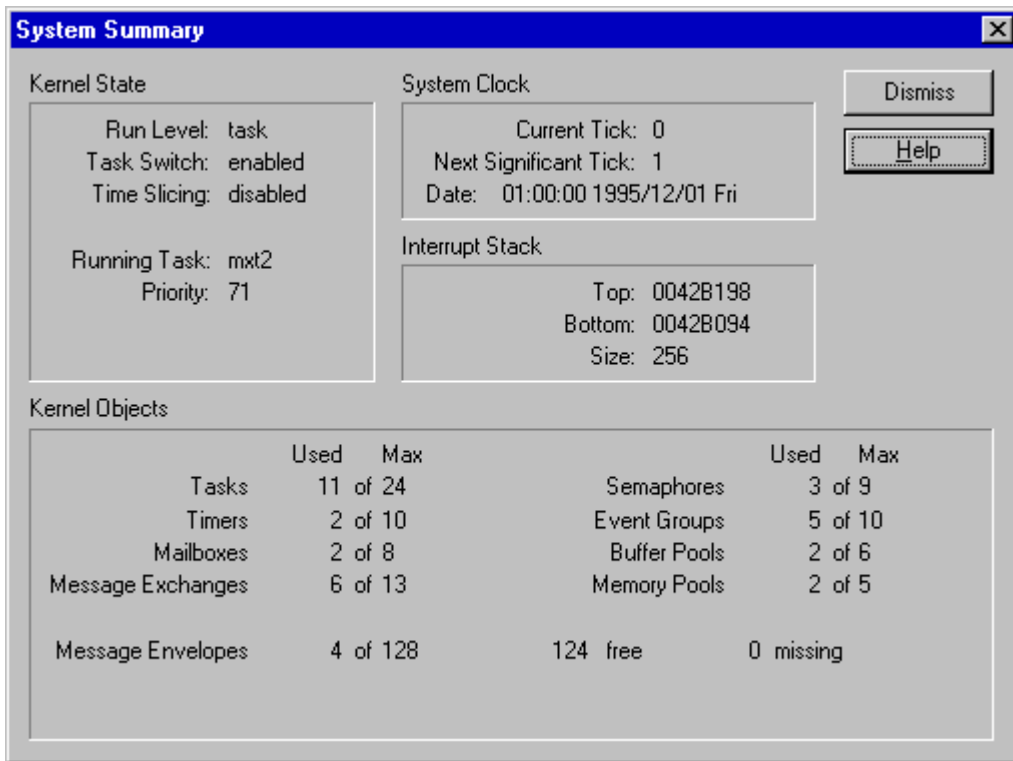 System Summary
Kernel State
Run Level: task
Task Switch: enabled
Time Slicing: disabled
Running Task: mxt2
Priority: 71
System Clock
Current Tick: 0
Next Significant Tick: 1
Date: 01:00:00 1995/12/01 Fri
Interrupt Stack
Top: 0042B198
Bottom: 0042B094
Size: 256
Dismiss
Help
Kernel Objects
Used Max Used Max
Tasks 11 of 24 Semaphores 3 of 9
Timers 2 of 10 Event Groups 5 of 10
Mailboxes 2 of 8 Buffer Pools 2 of 6
Message Exchanges 6 of 13 Memory Pools 2 of 5
Message Envelopes 4 of 128 124 free 0 missing